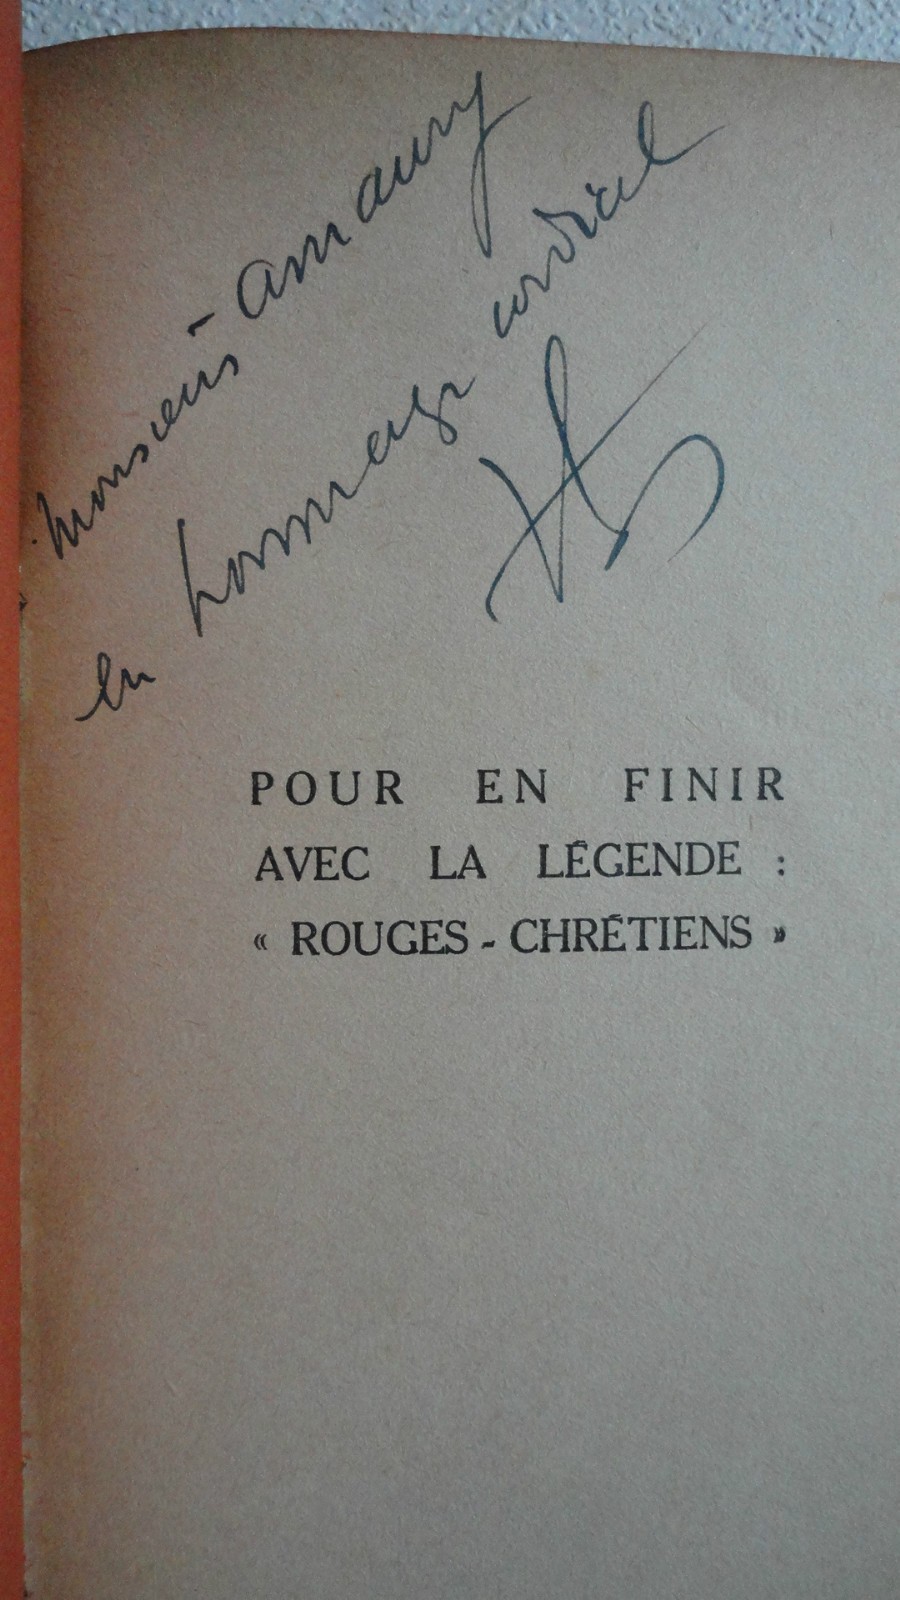 monsieur Amaury
en hommage cordial
POUR EN FINIR
AVEC LA LÉGENDE :
« ROUGES - CHRÉTIENS »